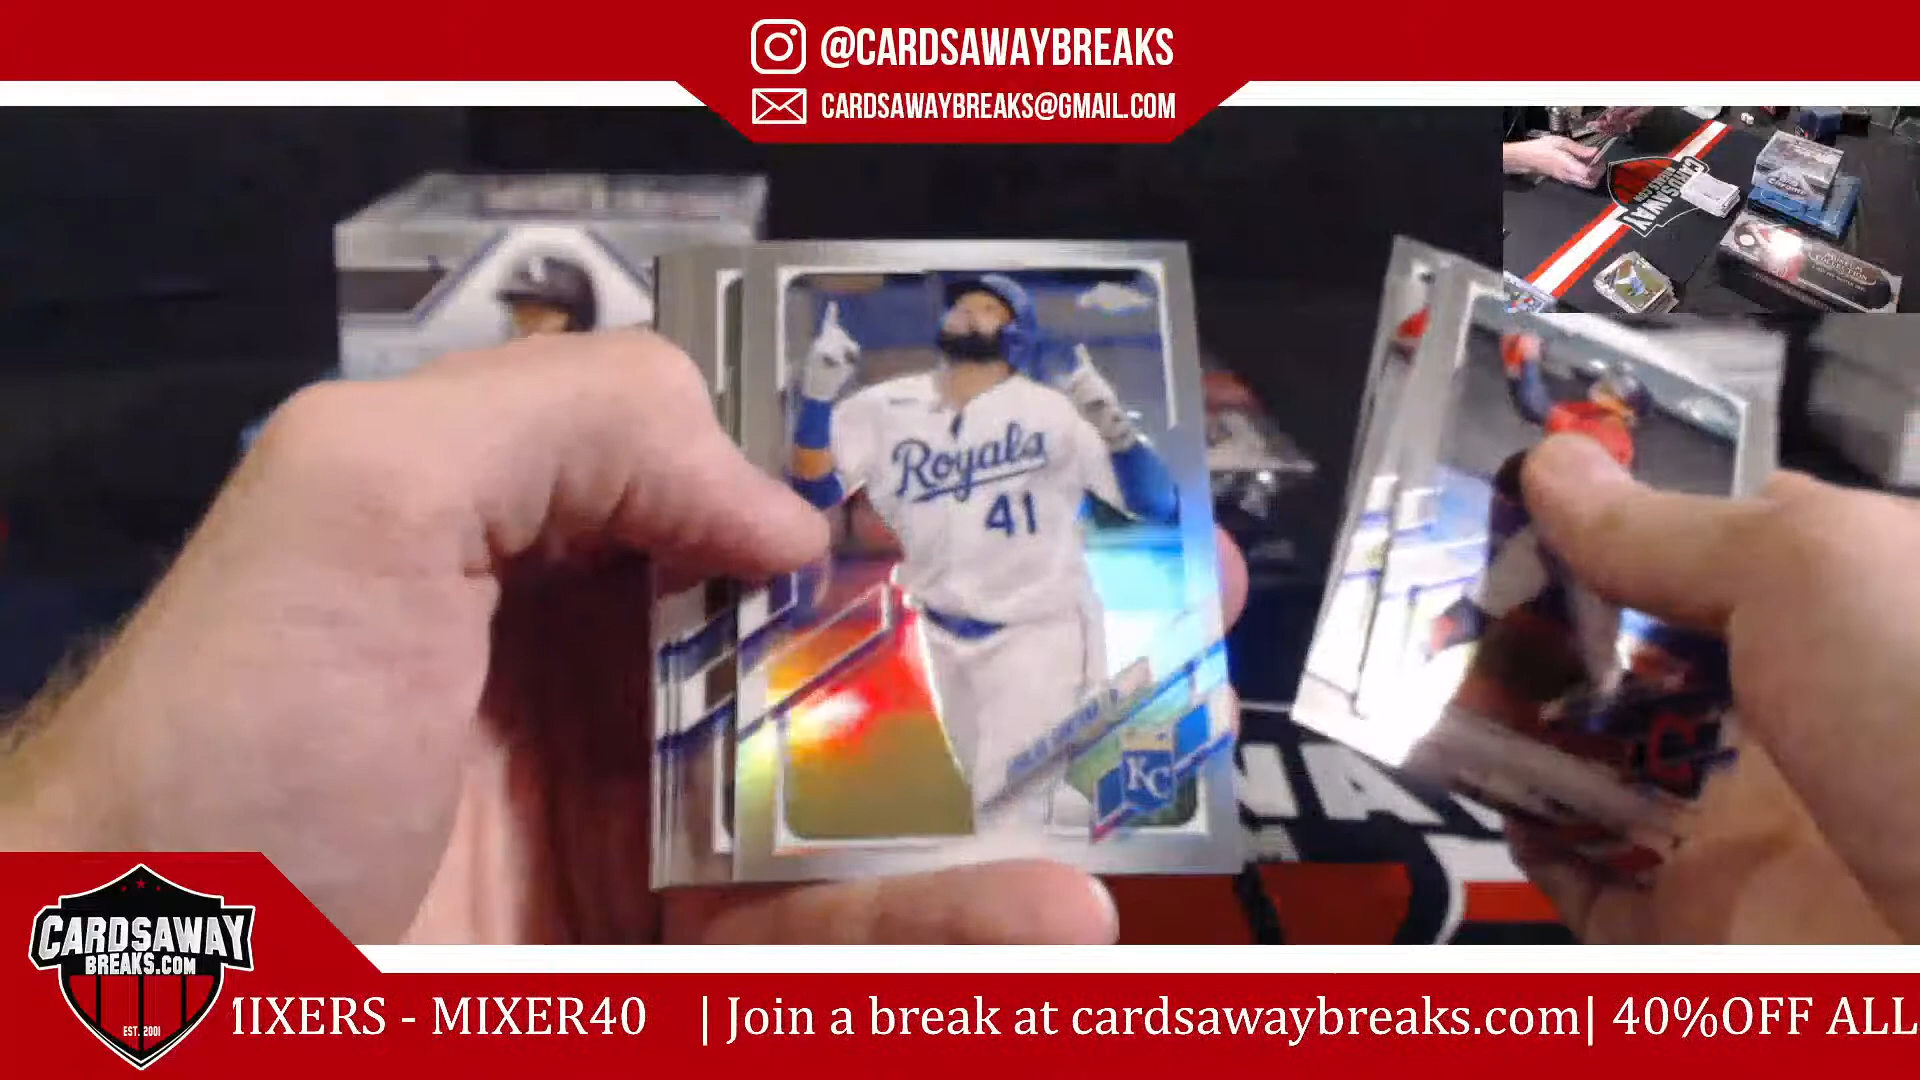 @CARDSAWAYBREAKS
CARDSAWAYBREAKS@GMAIL.COM
Royals
41
KC
CARDSAWAY
BREAKS.COM
EST. 2001
MIXERS - MIXER40 | Join a break at cardsawaybreaks.com| 40%OFF ALL